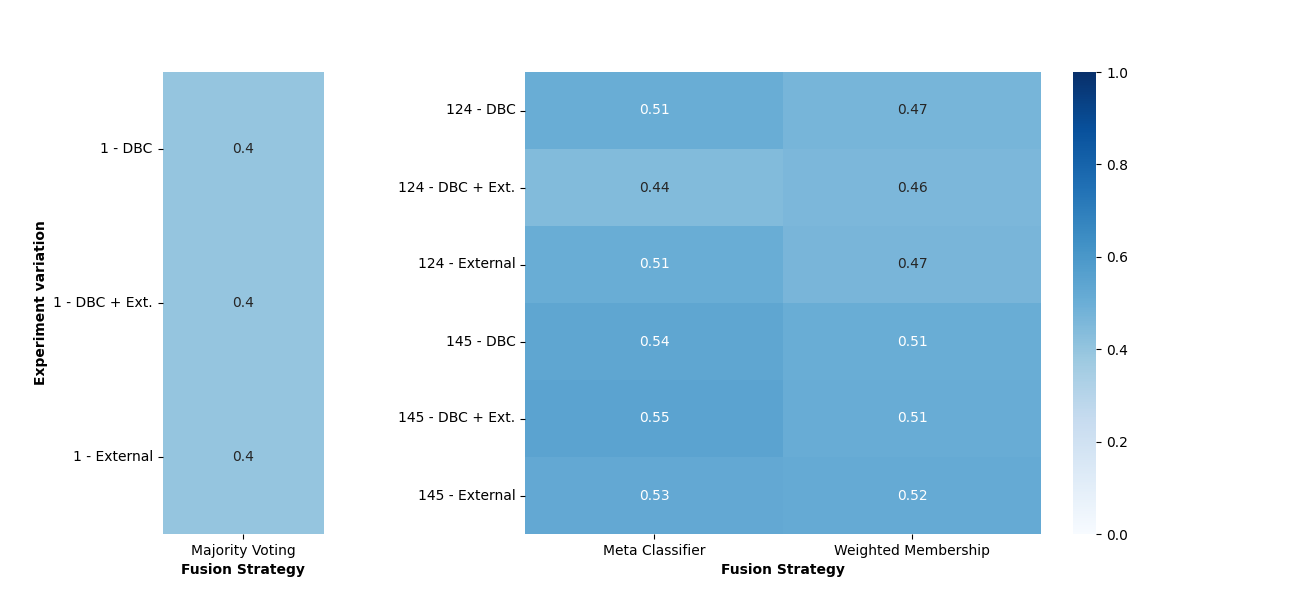 Experiment variation
1 - DBC
1 - DBC + Ext.
1 - External
0.4
0.4
0.4
Majority Voting
Fusion Strategy
124 - DBC 0.51 0.47
124 - DBC + Ext. 0.44 0.46
124 - External 0.51 0.47
145 - DBC 0.54 0.51
145 - DBC + Ext. 0.55 0.51
145 - External 0.53 0.52
Meta Classifier Weighted Membership
Fusion Strategy
1.0
0.8
0.6
0.4
0.2
0.0